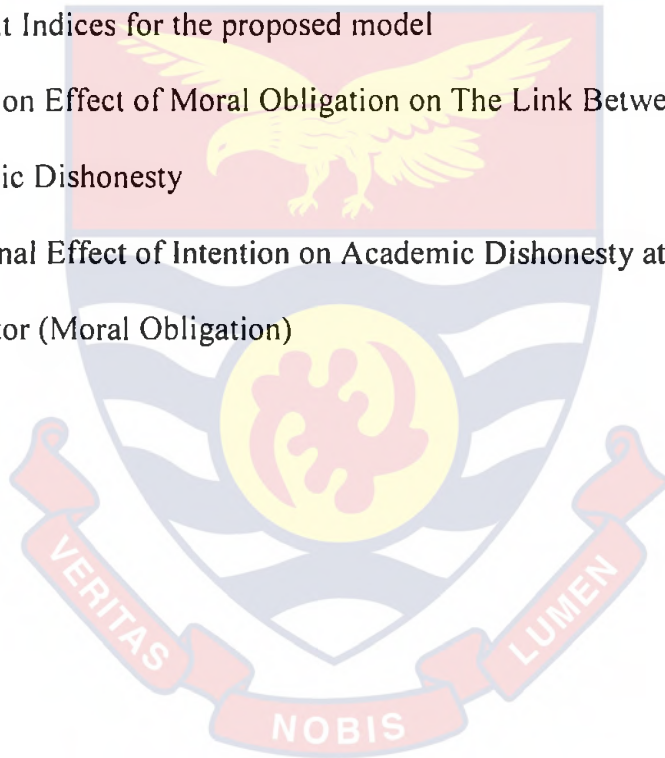 t Indices for the proposed model
on Effect of Moral Obligation on The Link Betwe
ic Dishonesty
nal Effect of Intention on Academic Dishonesty at
tor (Moral Obligation)
VERITAS
NOBIS
LUMEN